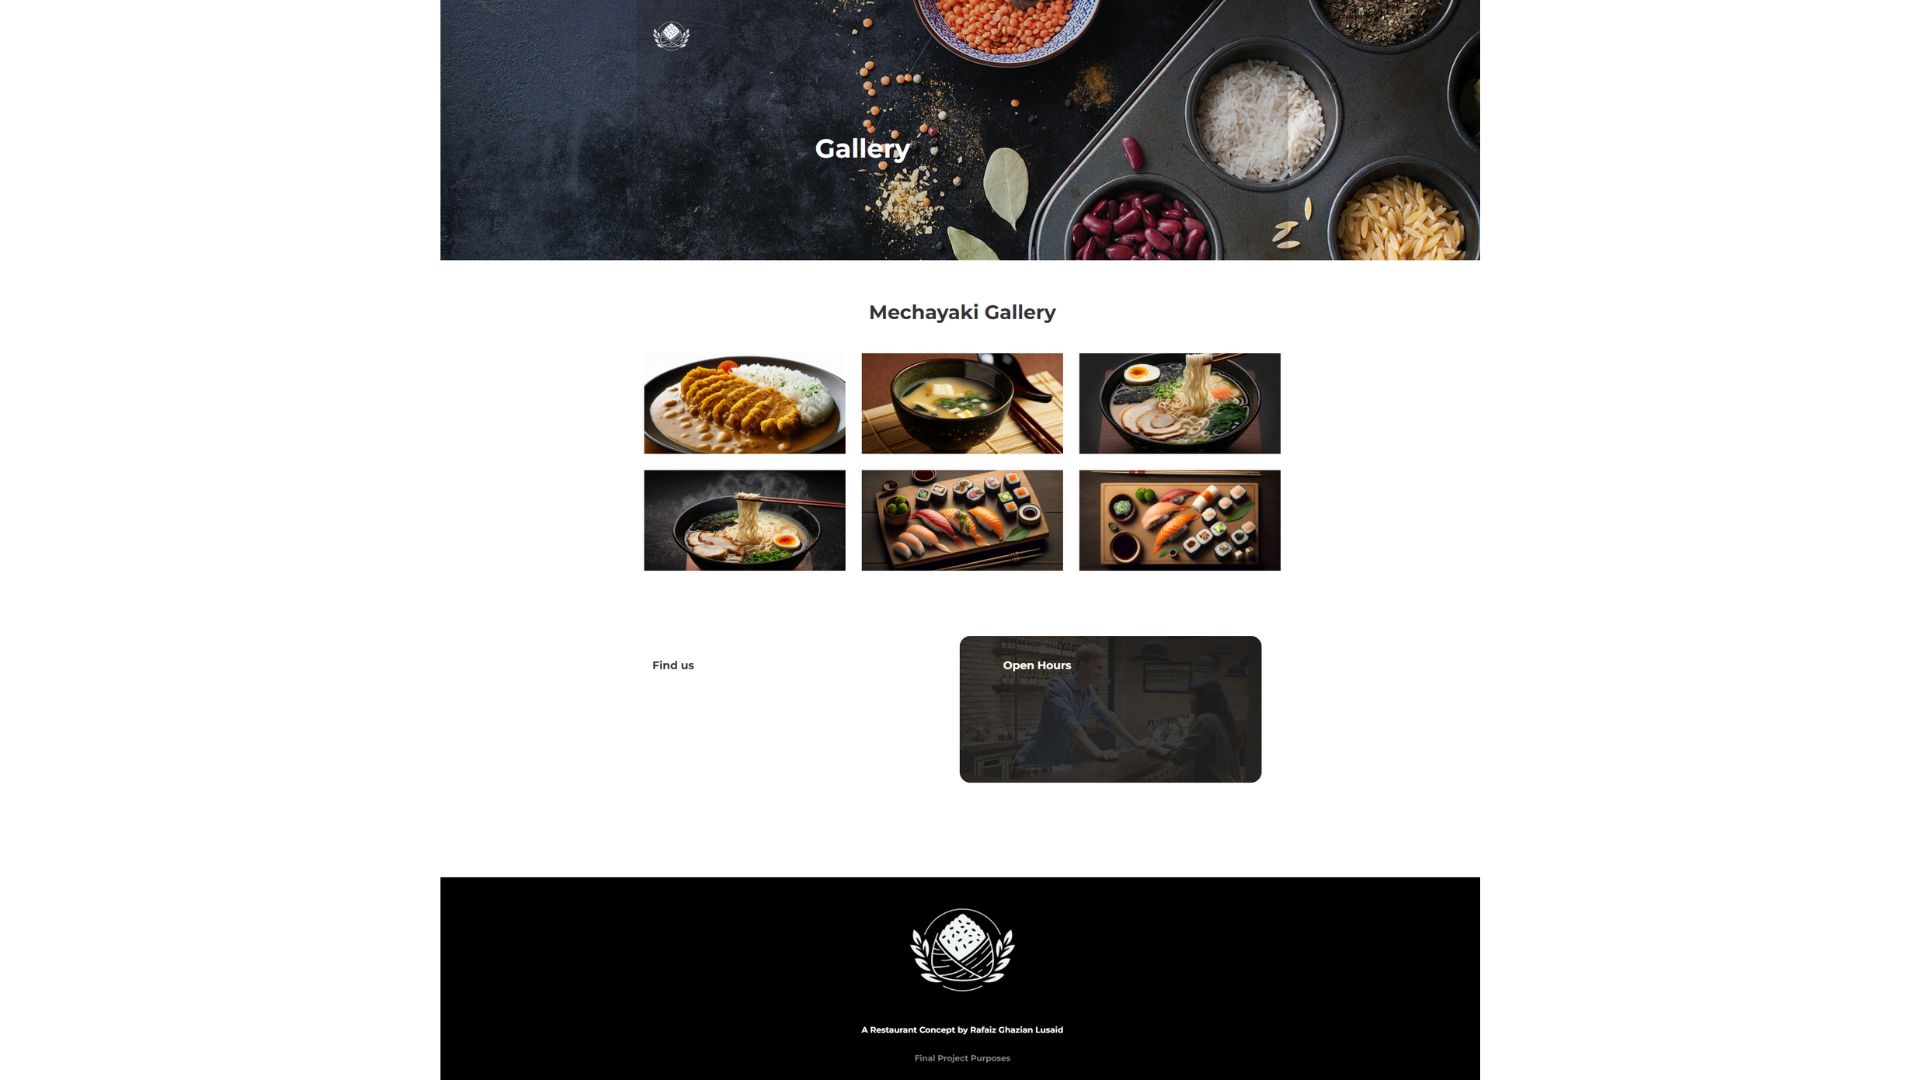 Gallery
Mechayaki Gallery
Find us
Open Hours
A Restaurant Concept by Rafaiz Ghazian Lusaid
Final Project Purposes